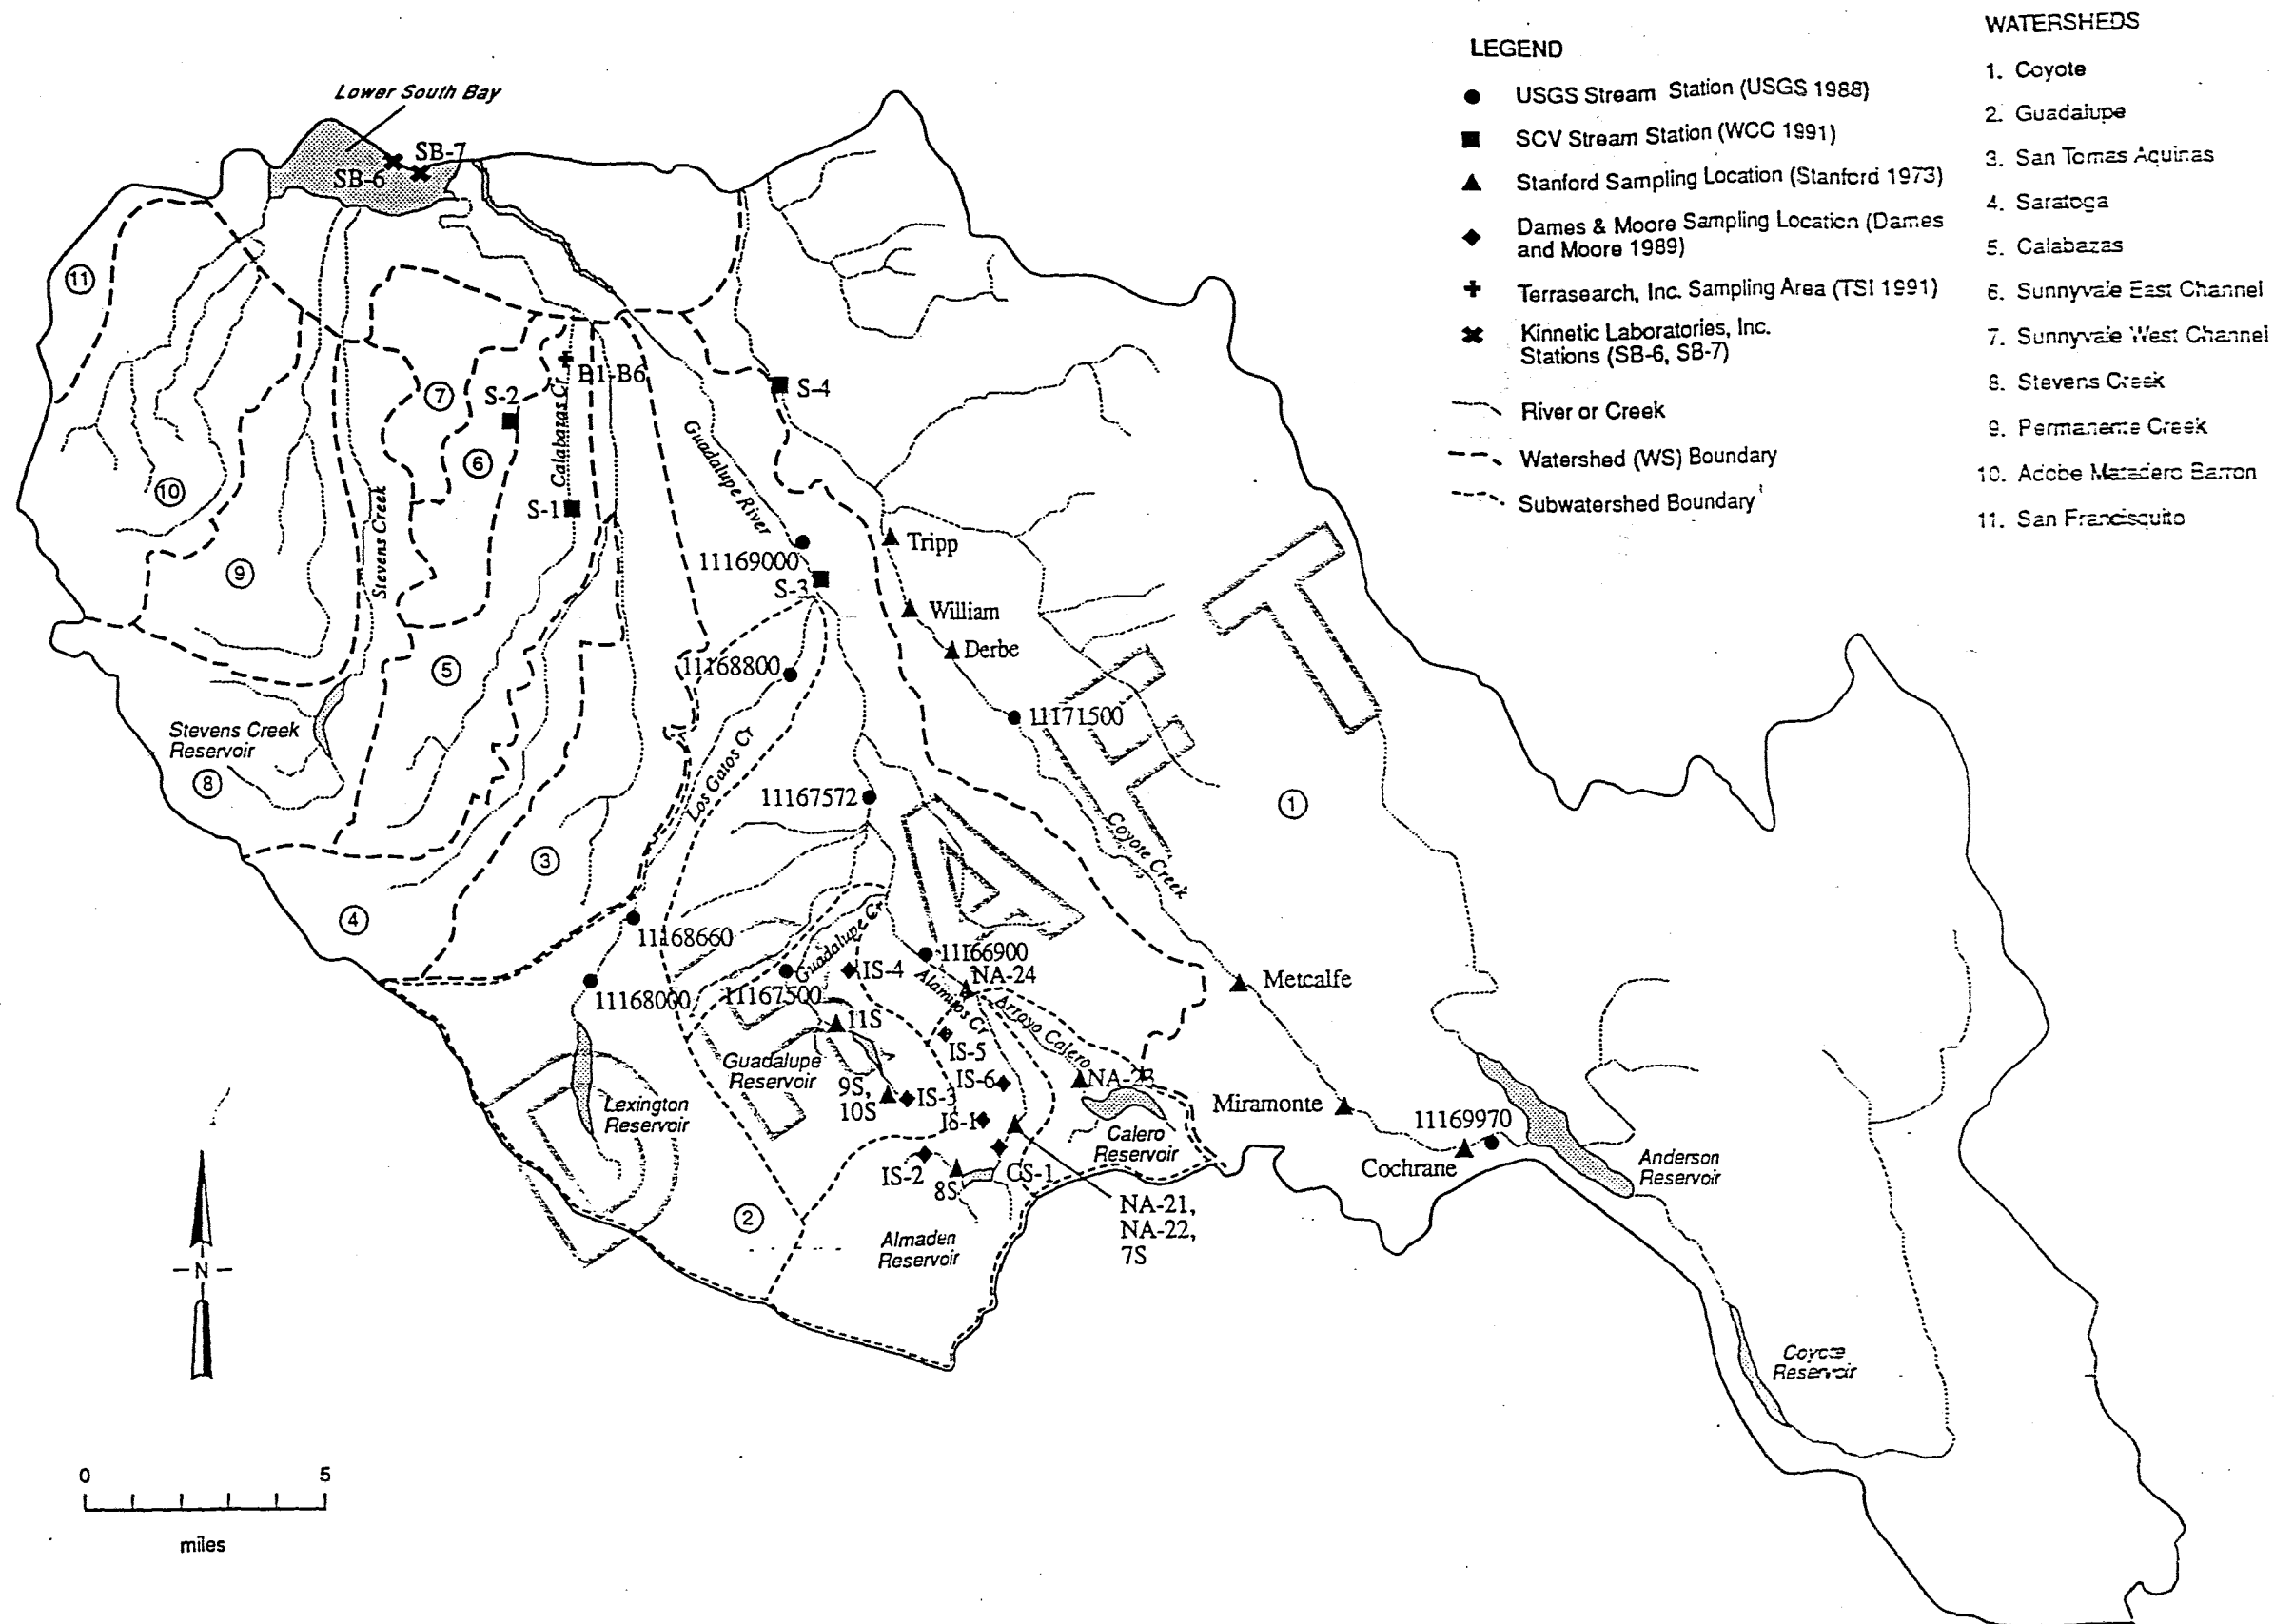 Lower South Bay
SB-7
SB-6
11
10
9
8
7
6
5
4
3
2
1
S-2
S-1
B1-B6
Calabazas Cr
Stevens Creek
Guadalupe River
S-4
11169000
S-3
Tripp
William
Derbe
11168800
11171500
Stevens Creek
Reservoir
Los Gatos Cr
11167572
Coyote Creek
11168660
11168000
Guadalupe Cr
IS-4
11167500
11166900
NA-24
Alamitos Cr
Arroyo Calero
11S
IS-5
Guadalupe
Reservoir
9S,
10S
IS-3
IS-6
NA-23
IS-1
Lexington
Reservoir
Calero
Reservoir
IS-2
8S
CS-1
NA-21,
NA-22,
7S
Almaden
Reservoir
Metcalfe
Miramonte
11169970
Cochrane
Anderson
Reservoir
Coyote
Reservoir
DRAFT
N
0 5
miles
LEGEND
USGS Stream Station (USGS 1988)
SCV Stream Station (WCC 1991)
Stanford Sampling Location (Stanford 1973)
Dames & Moore Sampling Location (Dames
and Moore 1989)
Terrasearch, Inc. Sampling Area (TSI 1991)
Kinnetic Laboratories, Inc.
Stations (SB-6, SB-7)
River or Creek
Watershed (WS) Boundary
Subwatershed Boundary
WATERSHEDS
1. Coyote
2. Guadalupe
3. San Tomas Aquinas
4. Saratoga
5. Calabazas
6. Sunnyvale East Channel
7. Sunnyvale West Channel
8. Stevens Creek
9. Permanente Creek
10. Adobe Matadero Barron
11. San Francisquito